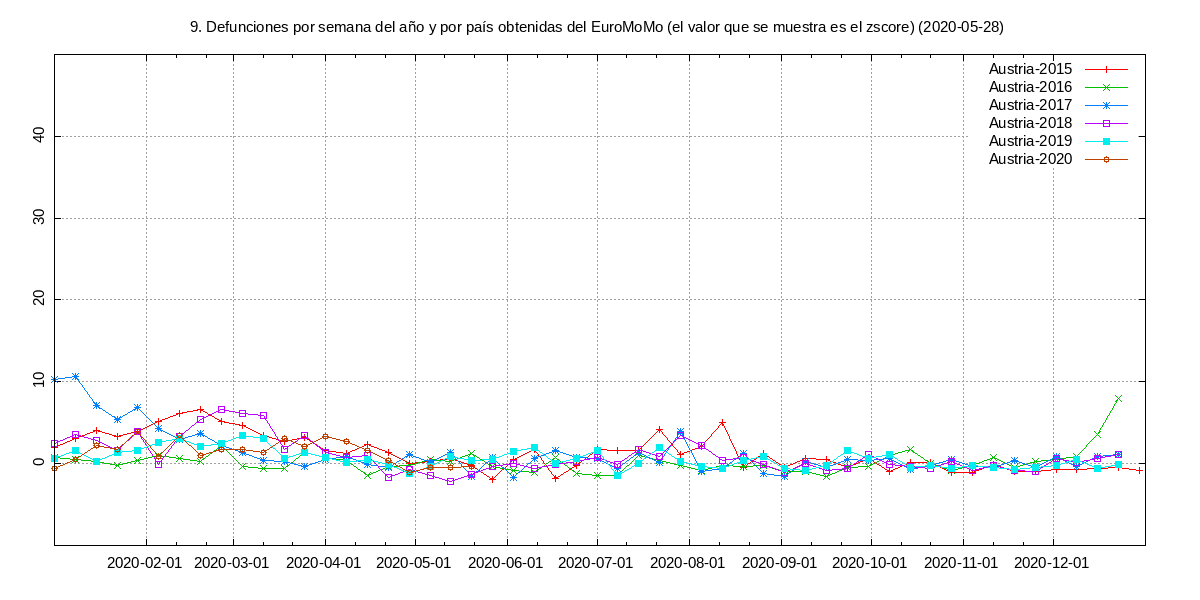 9. Defunciones por semana del año y por país obtenidas del EuroMoMo (el valor que se muestra es el zscore) (2020-05-28)
Austria-2015
Austria-2016
Austria-2017
Austria-2018
Austria-2019
Austria-2020
40
30
20
10
0
2020-02-01 2020-03-01 2020-04-01 2020-05-01 2020-06-01 2020-07-01 2020-08-01 2020-09-01 2020-10-01 2020-11-01 2020-12-01